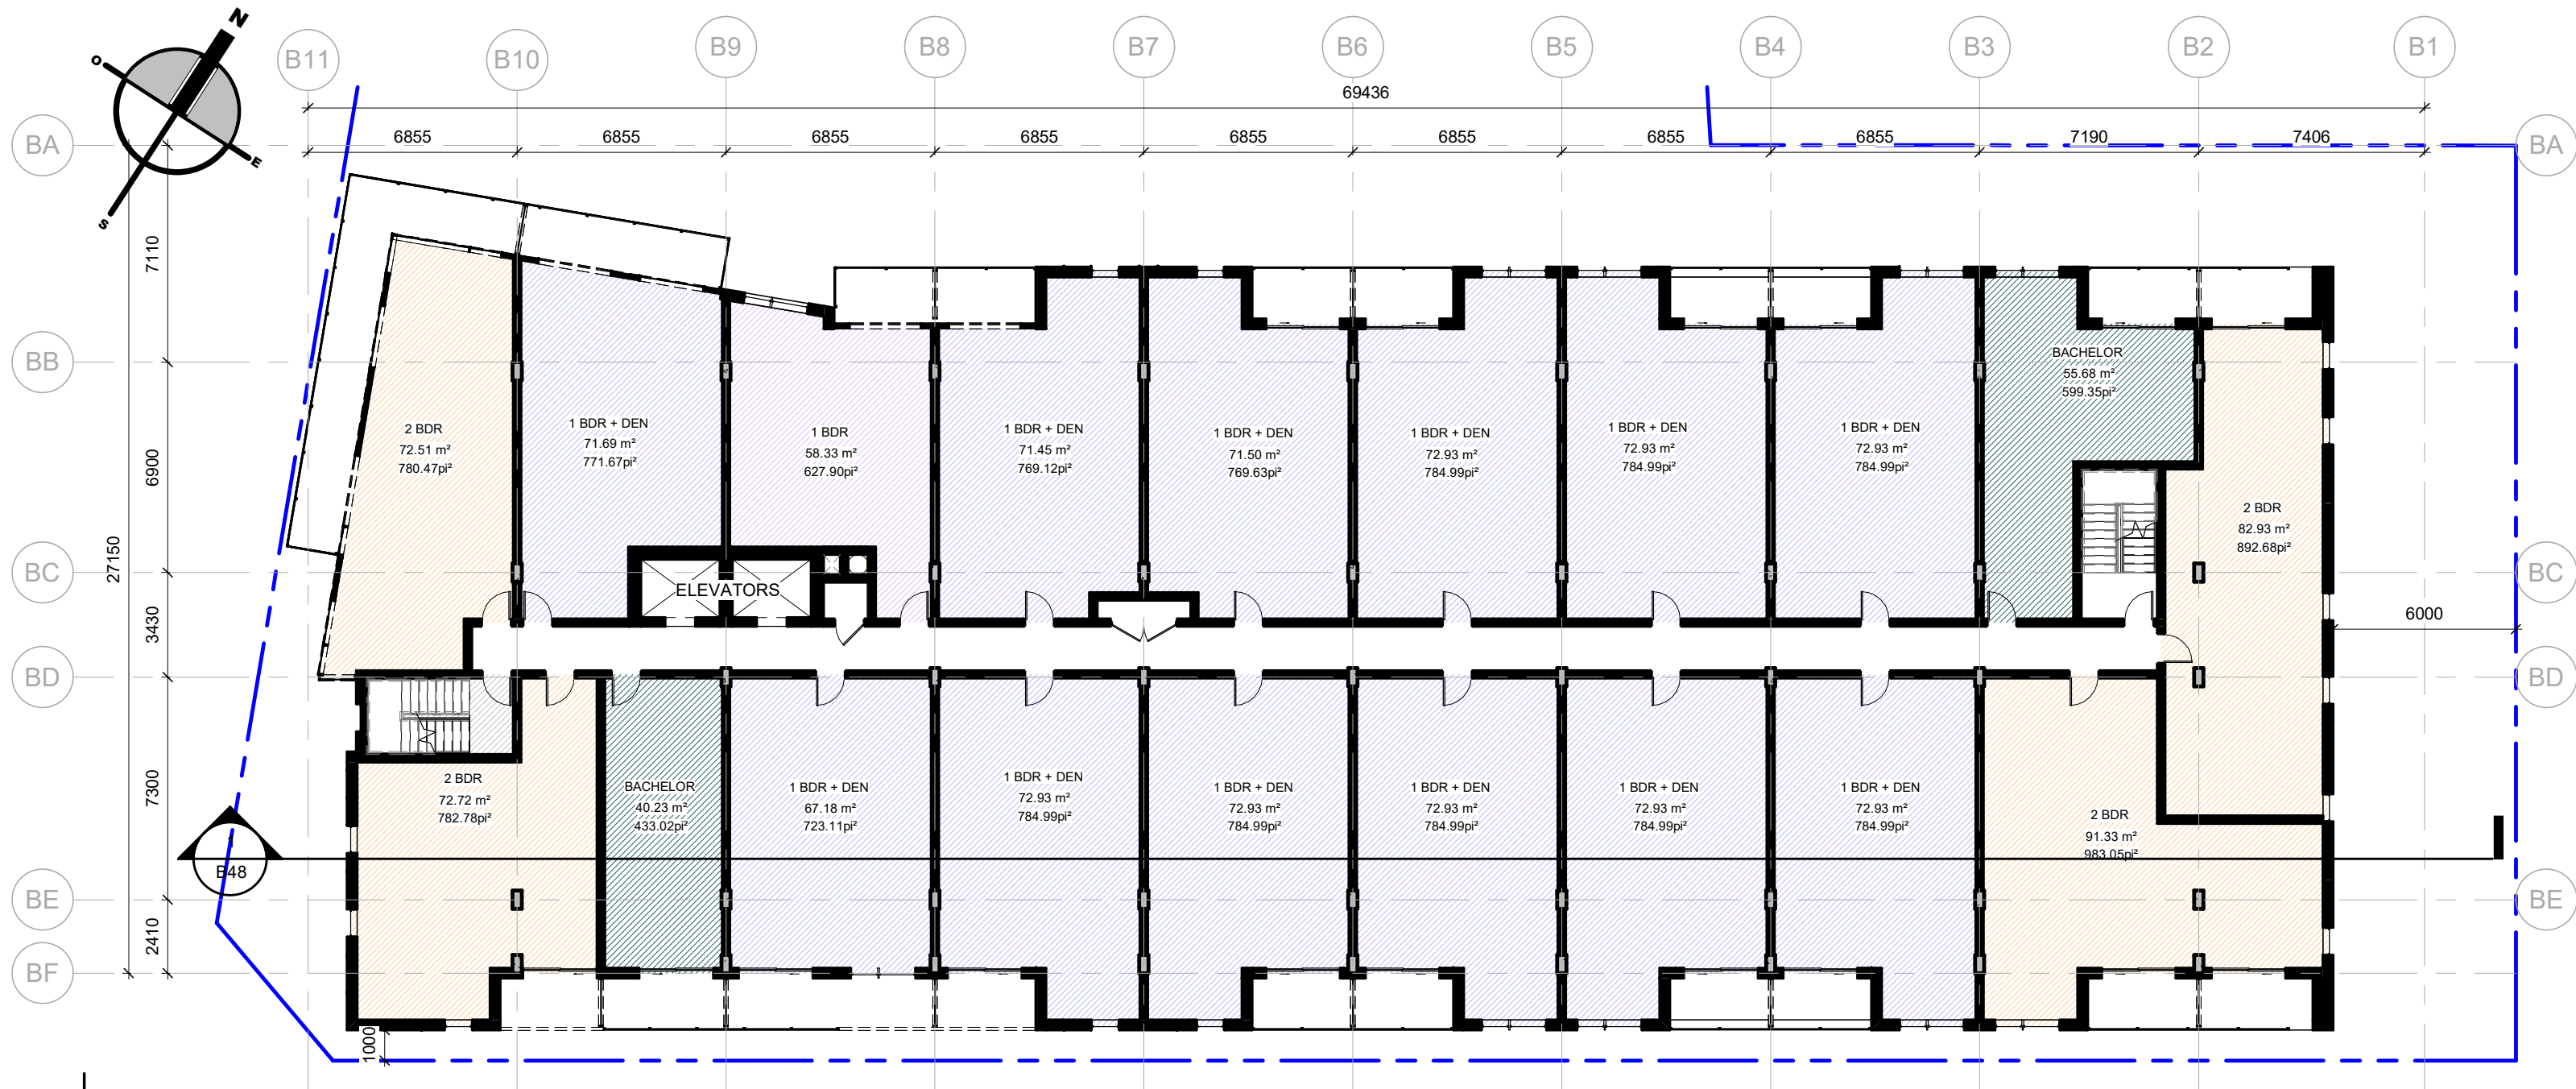 N
O
E
S
B11
B10
B9
B8
B7
B6
B5
B4
B3
B2
B1
69436
6855
6855
6855
6855
6855
6855
6855
6855
7190
7406
BA
BA
7110
BB
6900
27150
BC
BC
3430
BD
BD
7300
BE
BE
2410
BF
1000
6000
2 BDR
72.51 m²
780.47pi²
1 BDR + DEN
71.69 m²
771.67pi²
1 BDR
58.33 m²
627.90pi²
1 BDR + DEN
71.45 m²
769.12pi²
1 BDR + DEN
71.50 m²
769.63pi²
1 BDR + DEN
72.93 m²
784.99pi²
1 BDR + DEN
72.93 m²
784.99pi²
1 BDR + DEN
72.93 m²
784.99pi²
BACHELOR
55.68 m²
599.35pi²
2 BDR
82.93 m²
892.68pi²
ELEVATORS
2 BDR
72.72 m²
782.78pi²
BACHELOR
40.23 m²
433.02pi²
1 BDR + DEN
67.18 m²
723.11pi²
1 BDR + DEN
72.93 m²
784.99pi²
1 BDR + DEN
72.93 m²
784.99pi²
1 BDR + DEN
72.93 m²
784.99pi²
1 BDR + DEN
72.93 m²
784.99pi²
1 BDR + DEN
72.93 m²
784.99pi²
2 BDR
91.33 m²
983.05pi²
1
B48